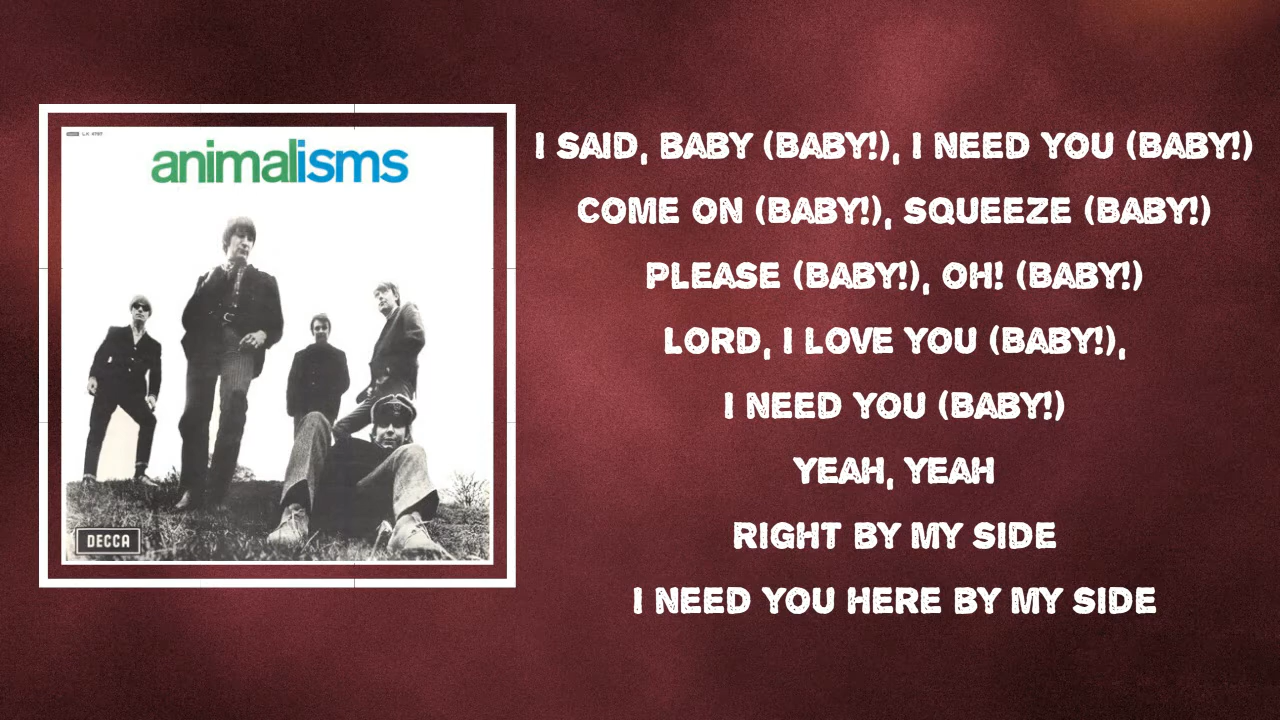 animalisms
DECCA
I SAID, BABY (BABY!), I NEED YOU (BABY!)
COME ON (BABY!), SQUEEZE (BABY!)
PLEASE (BABY!), OH! (BABY!)
LORD, I LOVE YOU (BABY!),
I NEED YOU (BABY!)
YEAH, YEAH
RIGHT BY MY SIDE
I NEED YOU HERE BY MY SIDE